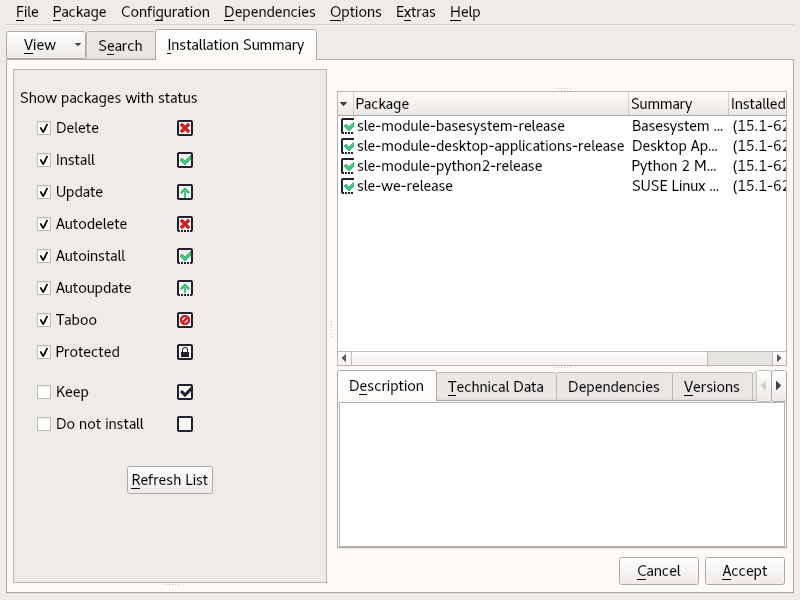 File Package Configuration Dependencies Options Extras Help
View Search Installation Summary
Show packages with status
Delete
Install
Update
Autodelete
Autoinstall
Autoupdate
Taboo
Protected
Keep
Do not install
Refresh List
Package Summary Installed
sle-module-basesystem-release Basesystem ... (15.1-62
sle-module-desktop-applications-release Desktop Ap... (15.1-62
sle-module-python2-release Python 2 M... (15.1-62
sle-we-release SUSE Linux ... (15.1-62
Description Technical Data Dependencies Versions
Cancel Accept